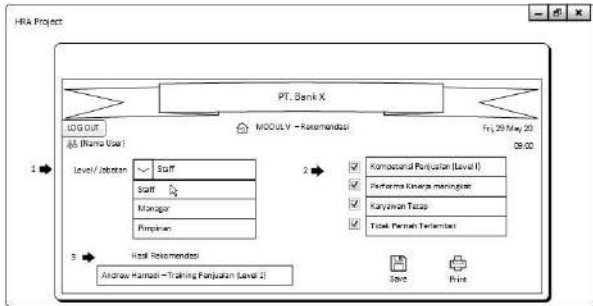 HRA Project
PT. Bank X
LOG OUT
MODUL V – Rekomendasi
Fri, 29 May 20
(Nama User)
09:00
1
Level/Jabatan
Staff
Staff
Manager
Pimpinan
2
Kompetensi Penjualan (Level I)
Performa Kinerja meningkat
Karyawan Tetap
Tidak Pernah Terlambat
3
Hasil Rekomendasi
Andrew Harnadi – Training Penjualan (Level 2)
Save
Print